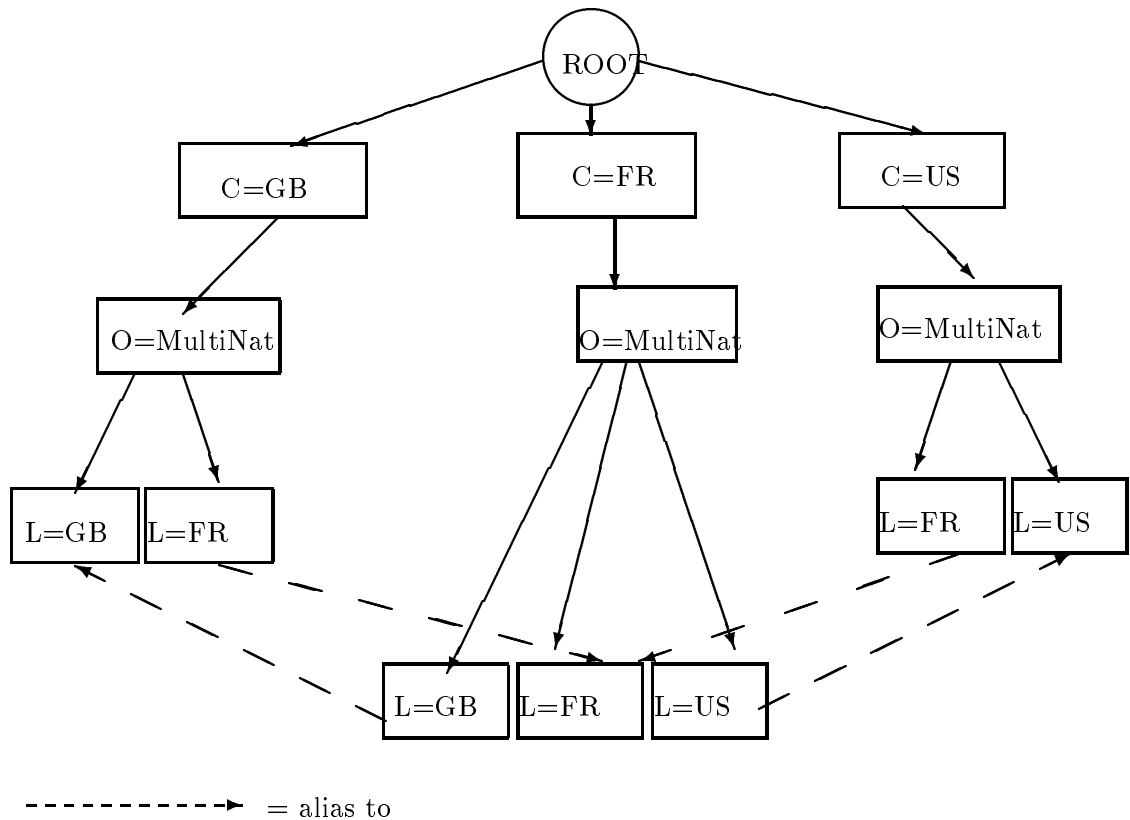 ROOT
C=GB
C=FR
C=US
O=MultiNat
O=MultiNat
O=MultiNat
L=GB
L=FR
L=FR
L=US
L=GB
L=FR
L=US
= alias to